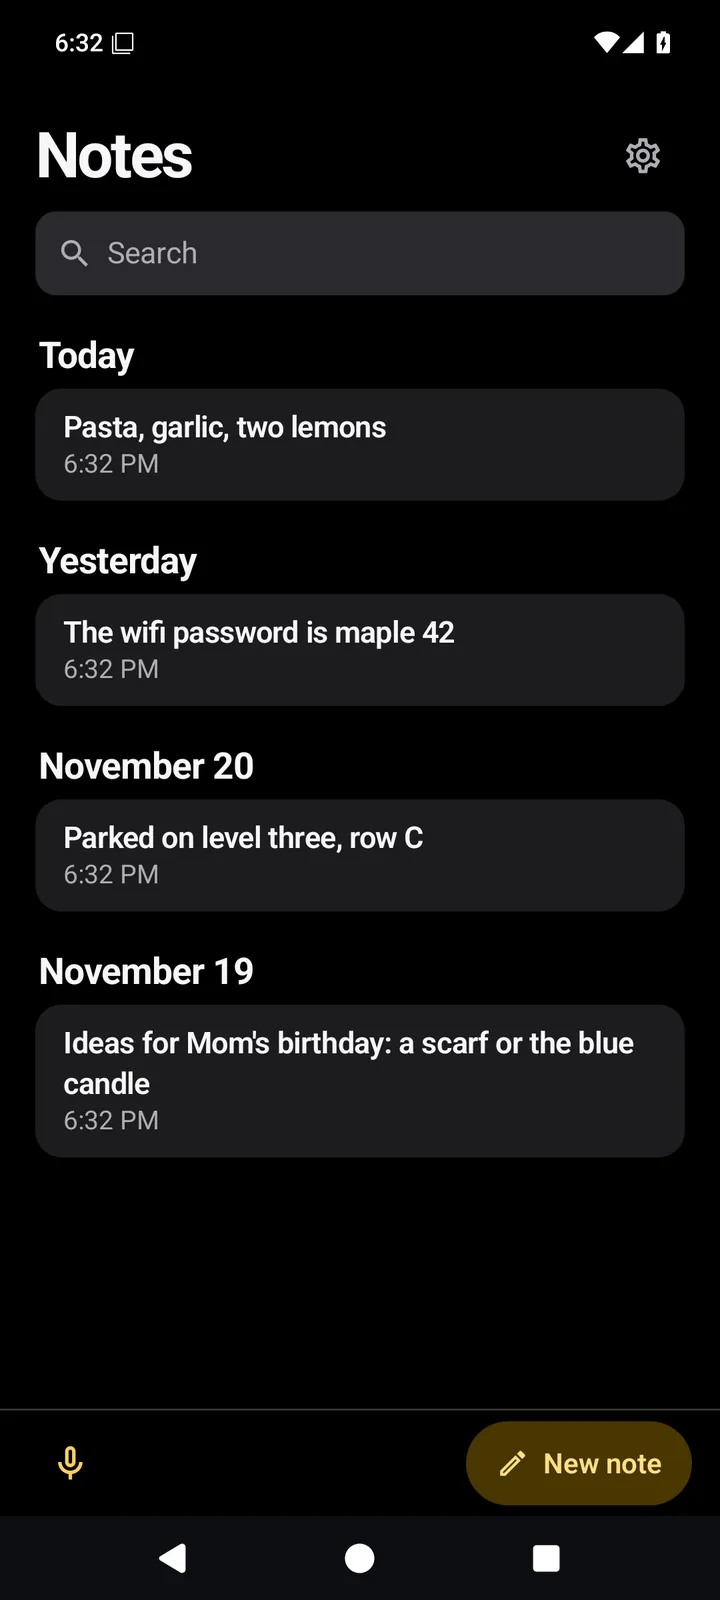 6:32
Notes
Search
Today
Pasta, garlic, two lemons
6:32 PM
Yesterday
The wifi password is maple 42
6:32 PM
November 20
Parked on level three, row C
6:32 PM
November 19
Ideas for Mom's birthday: a scarf or the blue
candle
6:32 PM
New note